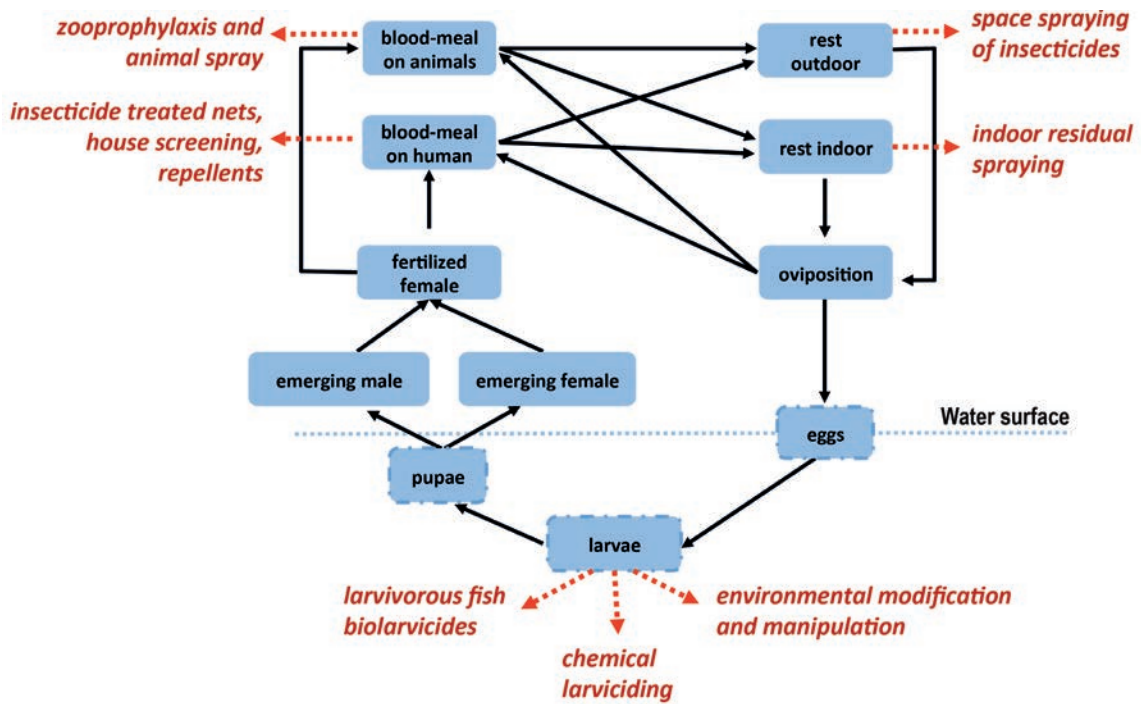 zooprophylaxis and
animal spray
blood-meal
on animals
rest
outdoor
space spraying
of insecticides
insecticide treated nets,
house screening,
repellents
blood-meal
on human
rest indoor
indoor residual
spraying
fertilized
female
oviposition
emerging male
emerging female
Water surface
eggs
pupae
larvae
larvivorous fish
biolarvicides
chemical
larviciding
environmental modification
and manipulation